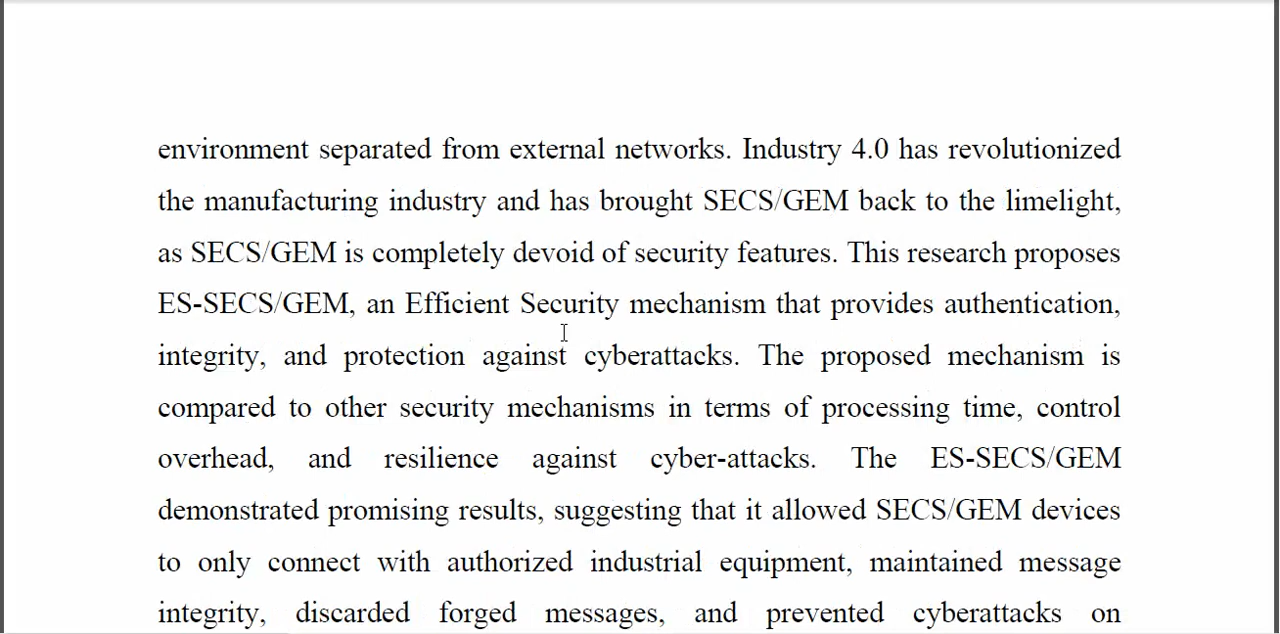 environment separated from external networks. Industry 4.0 has revolutionized
the manufacturing industry and has brought SECS/GEM back to the limelight,
as SECS/GEM is completely devoid of security features. This research proposes
ES-SECS/GEM, an Efficient Security mechanism that provides authentication,
integrity, and protection against cyberattacks. The proposed mechanism is
compared to other security mechanisms in terms of processing time, control
overhead, and resilience against cyber-attacks. The ES-SECS/GEM
demonstrated promising results, suggesting that it allowed SECS/GEM devices
to only connect with authorized industrial equipment, maintained message
integrity, discarded forged messages, and prevented cyberattacks on